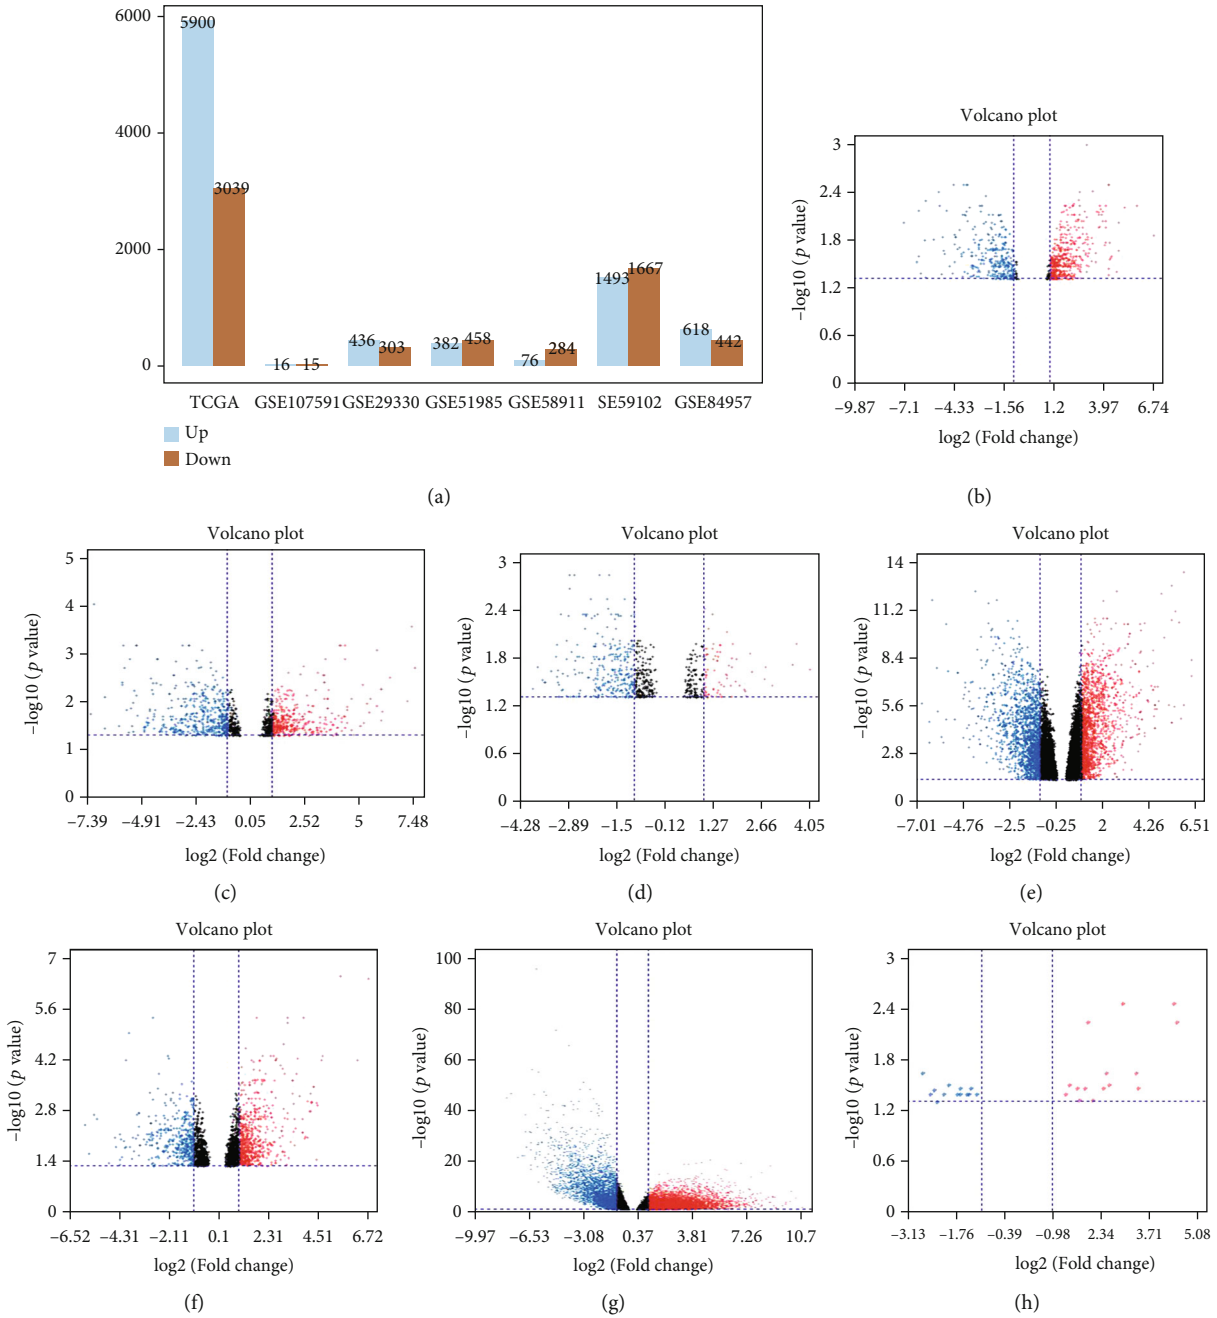 6000
4000
2000
0
5900
3039
16
15
436
303
382
458
76
284
1493
1667
618
442
TCGA GSE107591 GSE29330 GSE51985 GSE58911 SE59102 GSE84957
Up
Down
(a)
Volcano plot
–log10 (p value)
3
2.4
1.8
1.2
0.6
0
–9.87 –7.1 –4.33 –1.56 1.2 3.97 6.74
log2 (Fold change)
(b)
Volcano plot
–log10 (p value)
5
4
3
2
1
0
–7.39 –4.91 –2.43 0.05 2.52 5 7.48
log2 (Fold change)
(c)
Volcano plot
–log10 (p value)
3
2.4
1.8
1.2
0.6
0
–4.28 –2.89 –1.5 –0.12 1.27 2.66 4.05
log2 (Fold change)
(d)
Volcano plot
–log10 (p value)
14
11.2
8.4
5.6
2.8
0
–7.01 –4.76 –2.5 –0.25 2 4.26 6.51
log2 (Fold change)
(e)
Volcano plot
–log10 (p value)
7
5.6
4.2
2.8
1.4
0
–6.52 –4.31 –2.11 0.1 2.31 4.51 6.72
log2 (Fold change)
(f)
Volcano plot
–log10 (p value)
100
80
60
40
20
0
–9.97 –6.53 –3.08 0.37 3.81 7.26 10.7
log2 (Fold change)
(g)
Volcano plot
–log10 (p value)
3
2.4
1.8
1.2
0.6
0
–3.13 –1.76 –0.39 –0.98 2.34 3.71 5.08
log2 (Fold change)
(h)